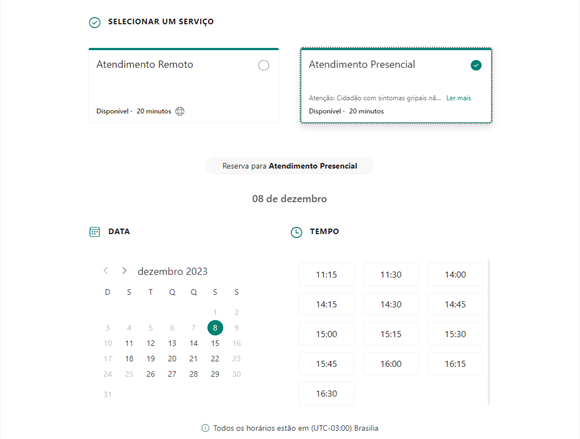 SELECIONAR UM SERVIÇO
Atendimento Remoto
Disponível · 20 minutos
Atendimento Presencial
Atenção: Cidadão com sintomas gripais nã... Ler mais
Disponível · 20 minutos
Reserva para Atendimento Presencial
08 de dezembro
DATA
dezembro 2023
D S T Q Q S S
1 2
3 4 5 6 7 8 9
10 11 12 13 14 15 16
17 18 19 20 21 22 23
24 25 26 27 28 29 30
31
TEMPO
11:15 11:30 14:00
14:15 14:30 14:45
15:00 15:15 15:30
15:45 16:00 16:15
16:30
Todos os horários estão em (UTC-03:00) Brasilia